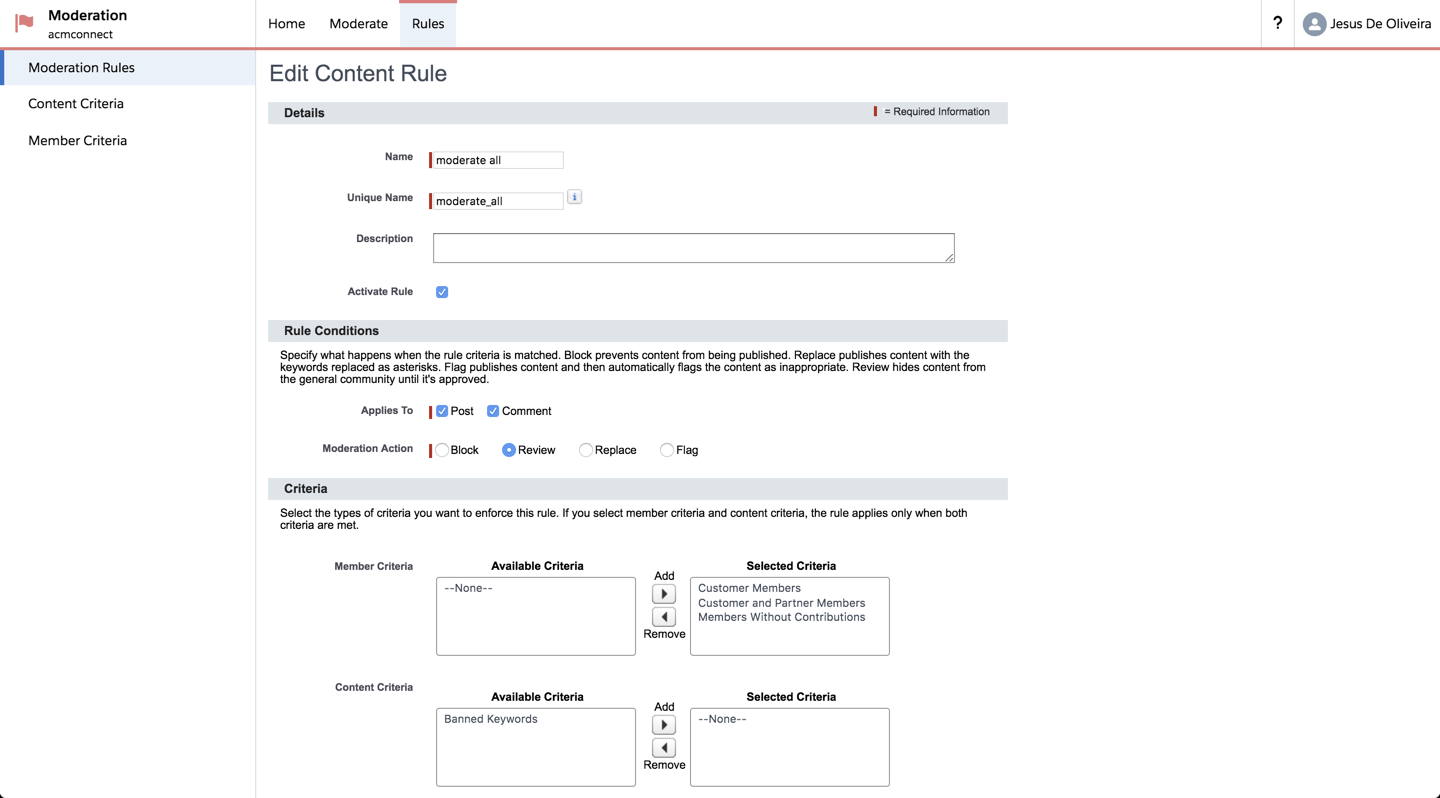 Moderation
acmconnect
Home Moderate Rules
? Jesus De Oliveira
Moderation Rules
Content Criteria
Member Criteria
Edit Content Rule
Details = Required Information
Name moderate all
Unique Name moderate_all i
Description
Activate Rule
Rule Conditions
Specify what happens when the rule criteria is matched. Block prevents content from being published. Replace publishes content with the
keywords replaced as asterisks. Flag publishes content and then automatically flags the content as inappropriate. Review hides content from
the general community until it's approved.
Applies To Post Comment
Moderation Action Block Review Replace Flag
Criteria
Select the types of criteria you want to enforce this rule. If you select member criteria and content criteria, the rule applies only when both
criteria are met.
Member Criteria
Available Criteria
--None--
Add
Remove
Selected Criteria
Customer Members
Customer and Partner Members
Members Without Contributions
Content Criteria
Available Criteria
Banned Keywords
Add
Remove
Selected Criteria
--None--